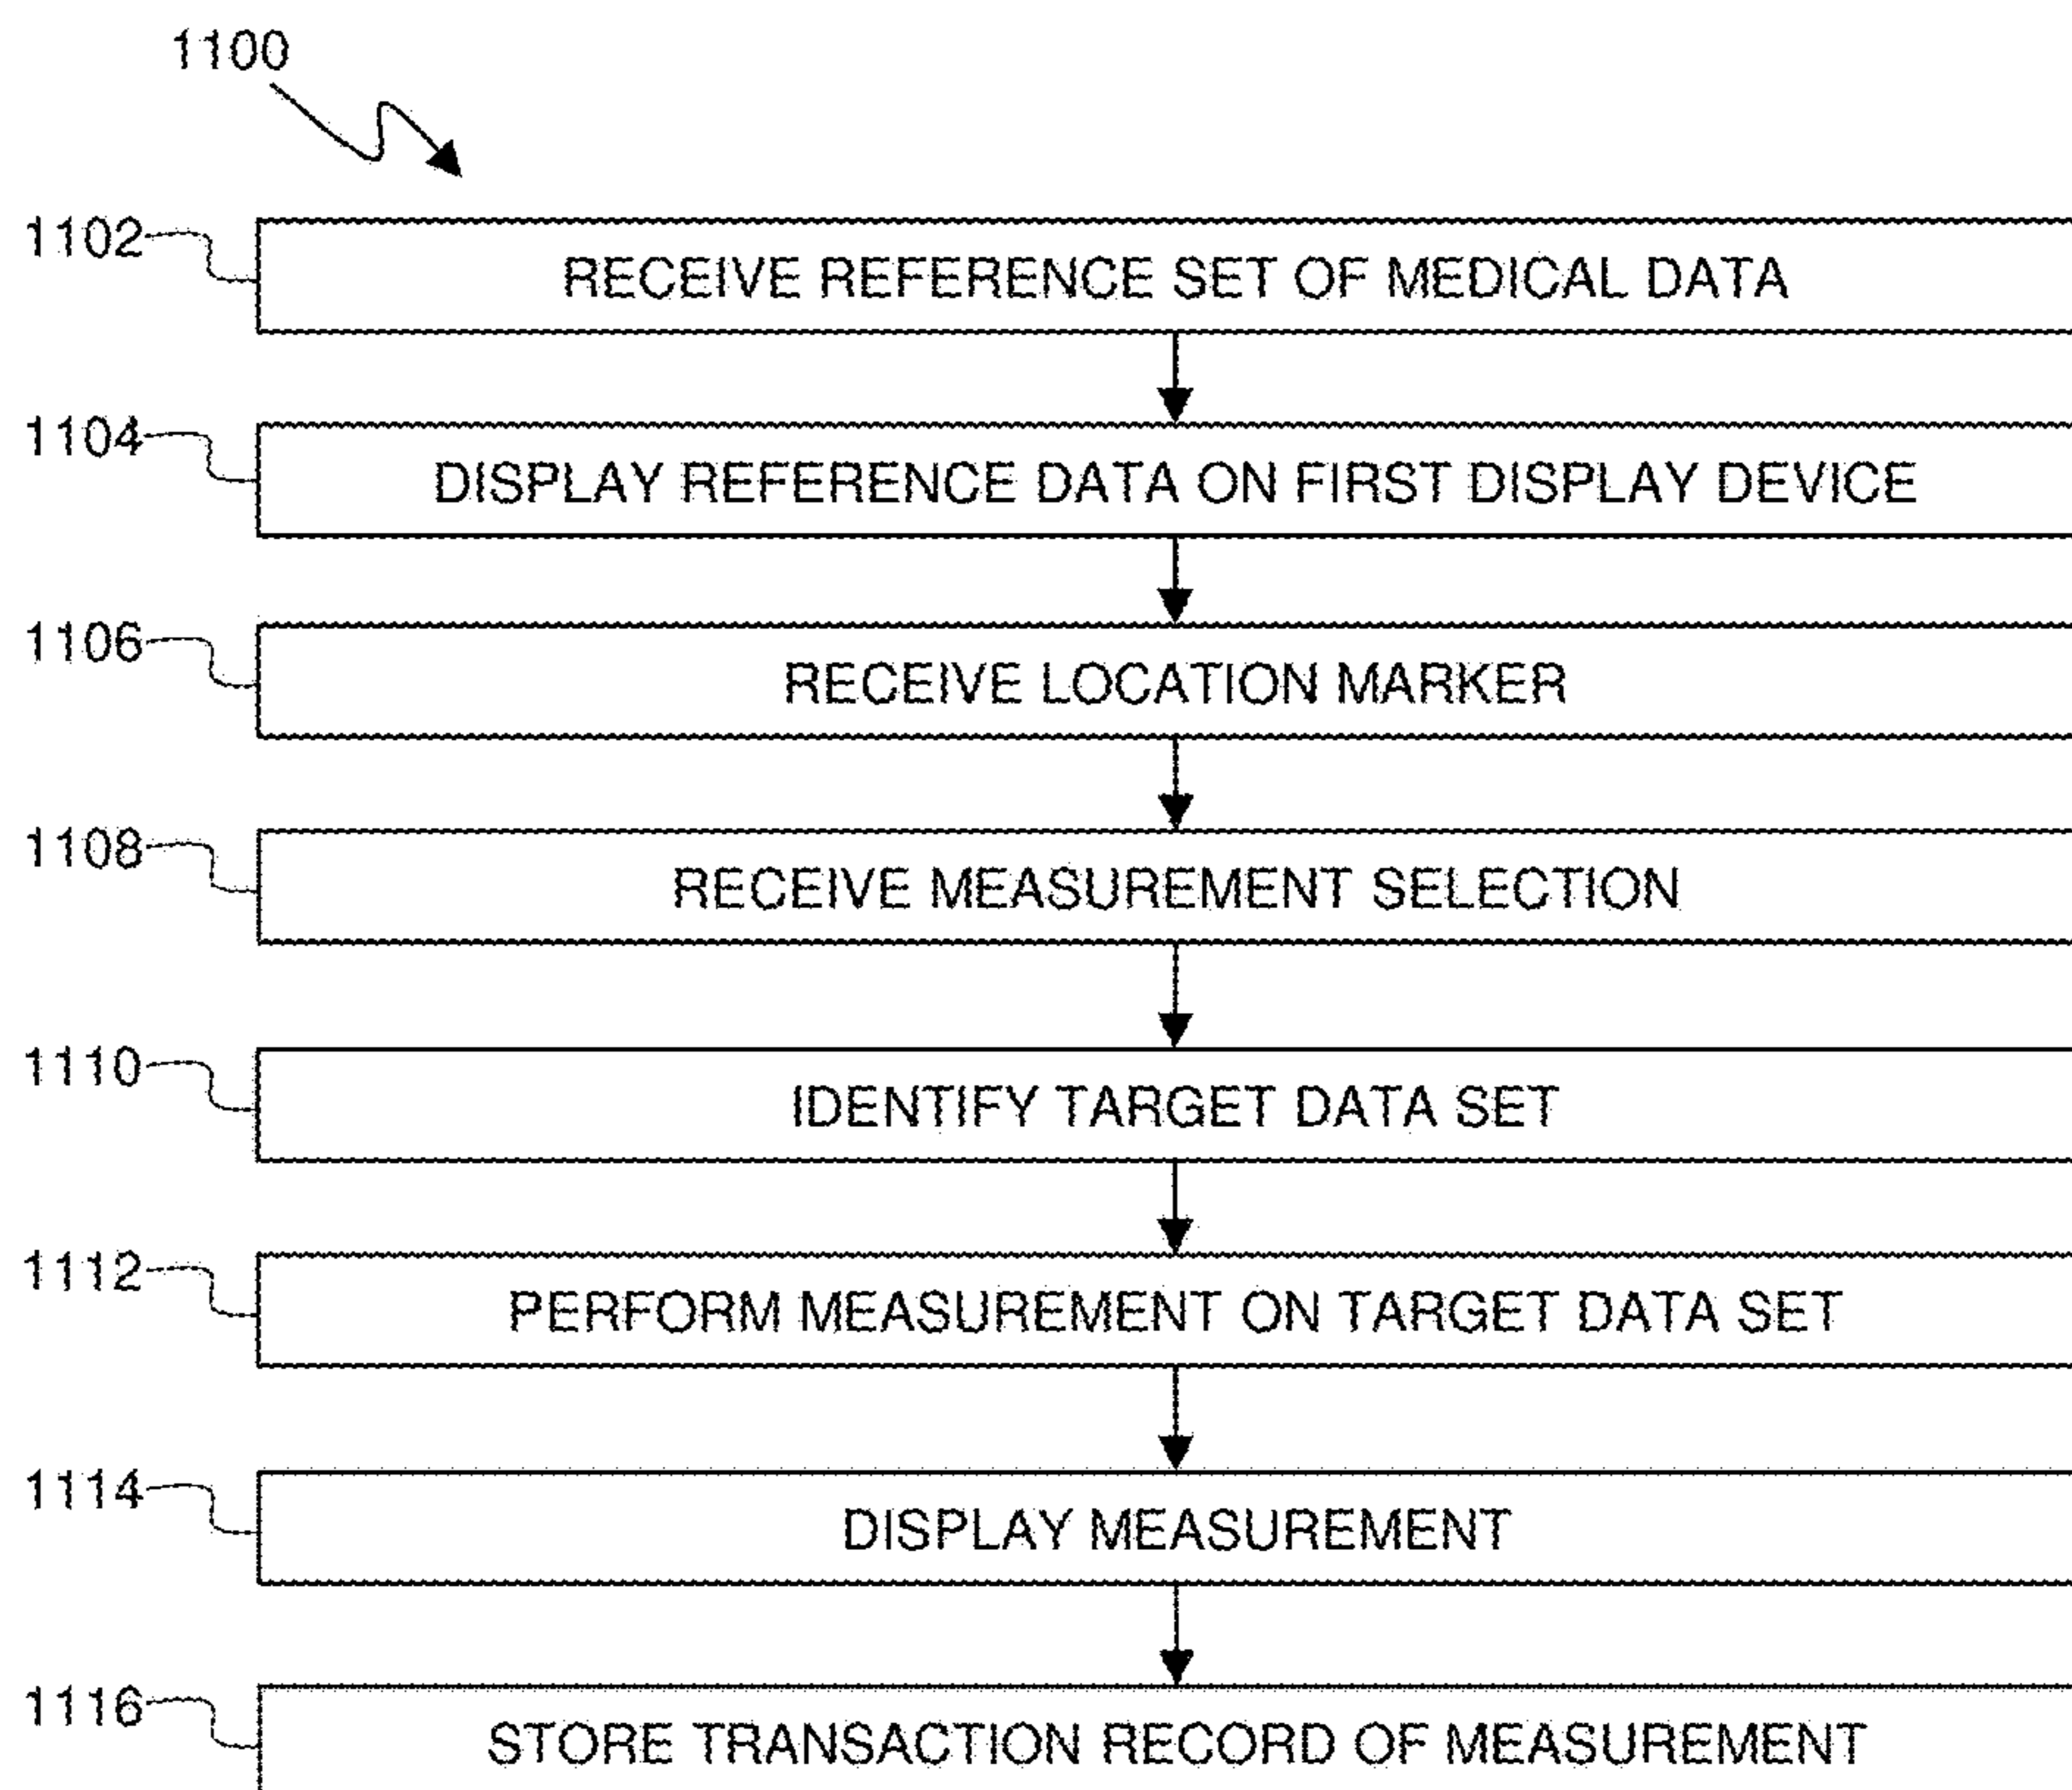 1100
1102 RECEIVE REFERENCE SET OF MEDICAL DATA
1104 DISPLAY REFERENCE DATA ON FIRST DISPLAY DEVICE
1106 RECEIVE LOCATION MARKER
1108 RECEIVE MEASUREMENT SELECTION
1110 IDENTIFY TARGET DATA SET
1112 PERFORM MEASUREMENT ON TARGET DATA SET
1114 DISPLAY MEASUREMENT
1116 STORE TRANSACTION RECORD OF MEASUREMENT